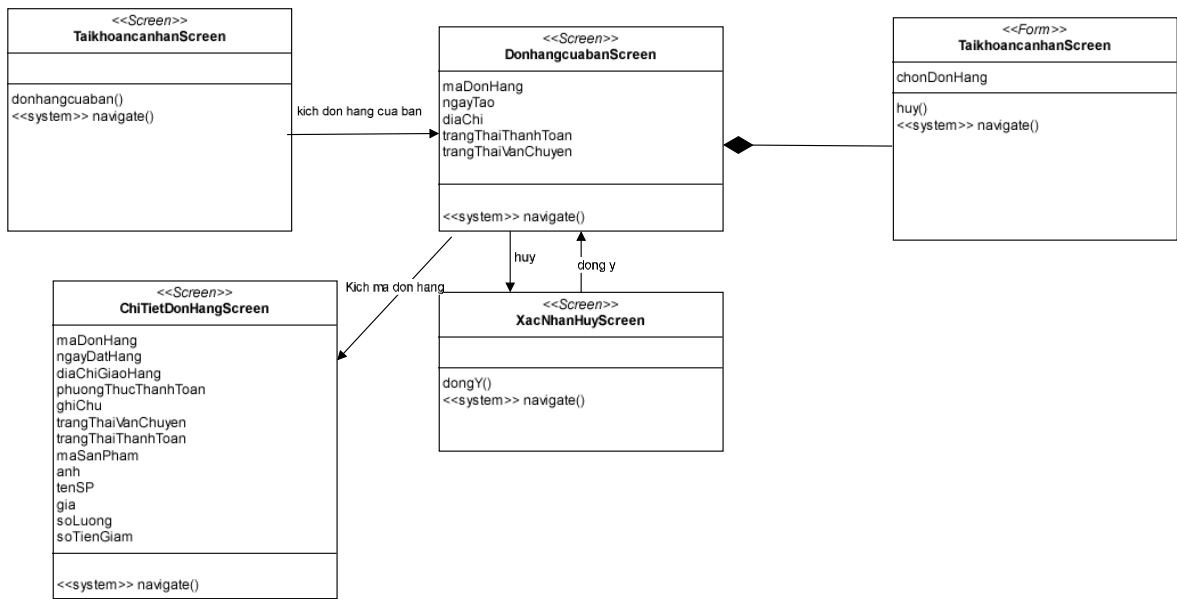 <<Screen>>
TaikhoancanhanScreen
donhangcuaban()
<<system>> navigate()
kich don hang cua ban
<<Screen>>
DonhangcuabanScreen
maDonHang
ngayTao
diaChi
trangThaiThanhToan
trangThaiVanChuyen
<<system>> navigate()
<<Form>>
TaikhoancanhanScreen
chonDonHang
huy()
<<system>> navigate()
huy
dong y
Kich ma don hang
<<Screen>>
ChiTietDonHangScreen
maDonHang
ngayDatHang
diaChiGiaoHang
phuongThucThanhToan
ghiChu
trangThaiVanChuyen
trangThaiThanhToan
maSanPham
anh
tenSP
gia
soLuong
soTienGiam
<<system>> navigate()
<<Screen>>
XacNhanHuyScreen
dongY()
<<system>> navigate()